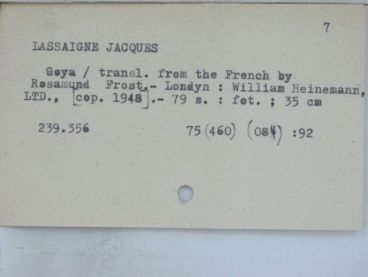 7
LASSAIGNE JACQUES
Goya / transl. from the French by
Rosamund Frost.- Londyn : William Heinemann,
LTD., [cop. 1948].- 79 s. : fot. ; 35 cm
239.356 75(460) (084) :92